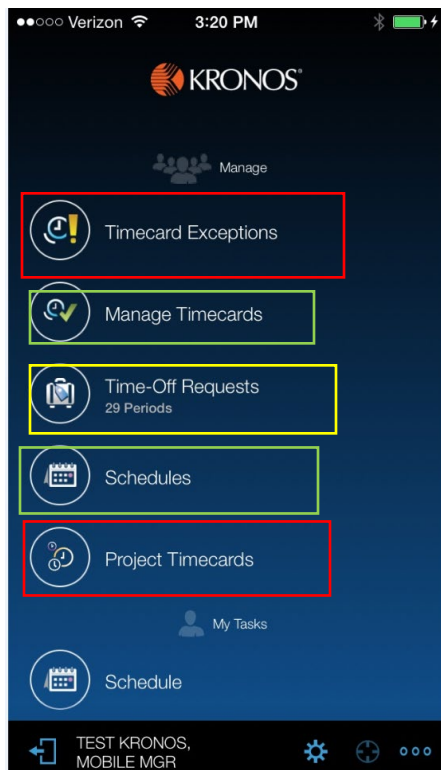 Verizon 3:20 PM
KRONOS®
Manage
Timecard Exceptions
Manage Timecards
Time-Off Requests
29 Periods
Schedules
Project Timecards
My Tasks
Schedule
TEST KRONOS,
MOBILE MGR